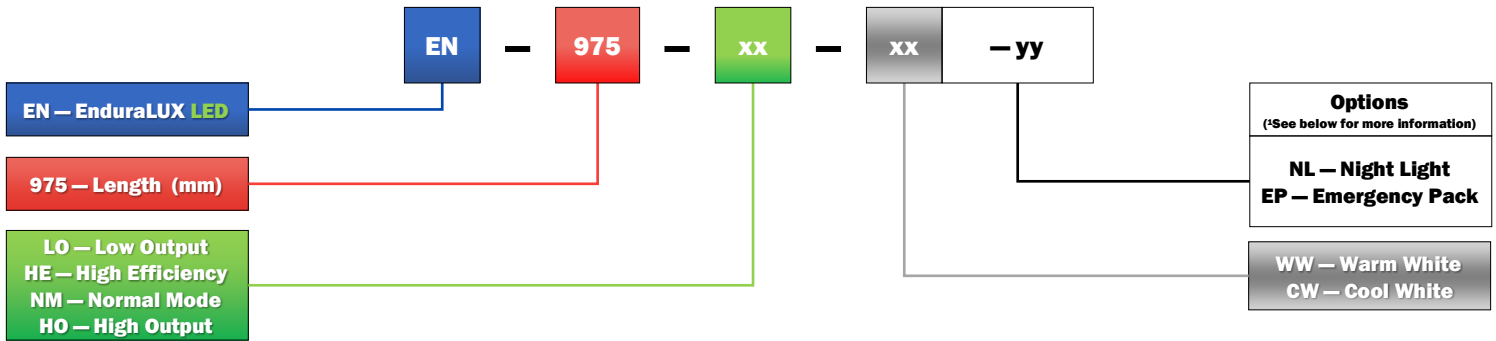 EN — 975 — xx — xx —yy
EN — EnduraLUX LED
975 — Length (mm)
LO — Low Output
HE — High Efficiency
NM — Normal Mode
HO — High Output
Options
(¹See below for more information)
NL — Night Light
EP — Emergency Pack
WW — Warm White
CW — Cool White